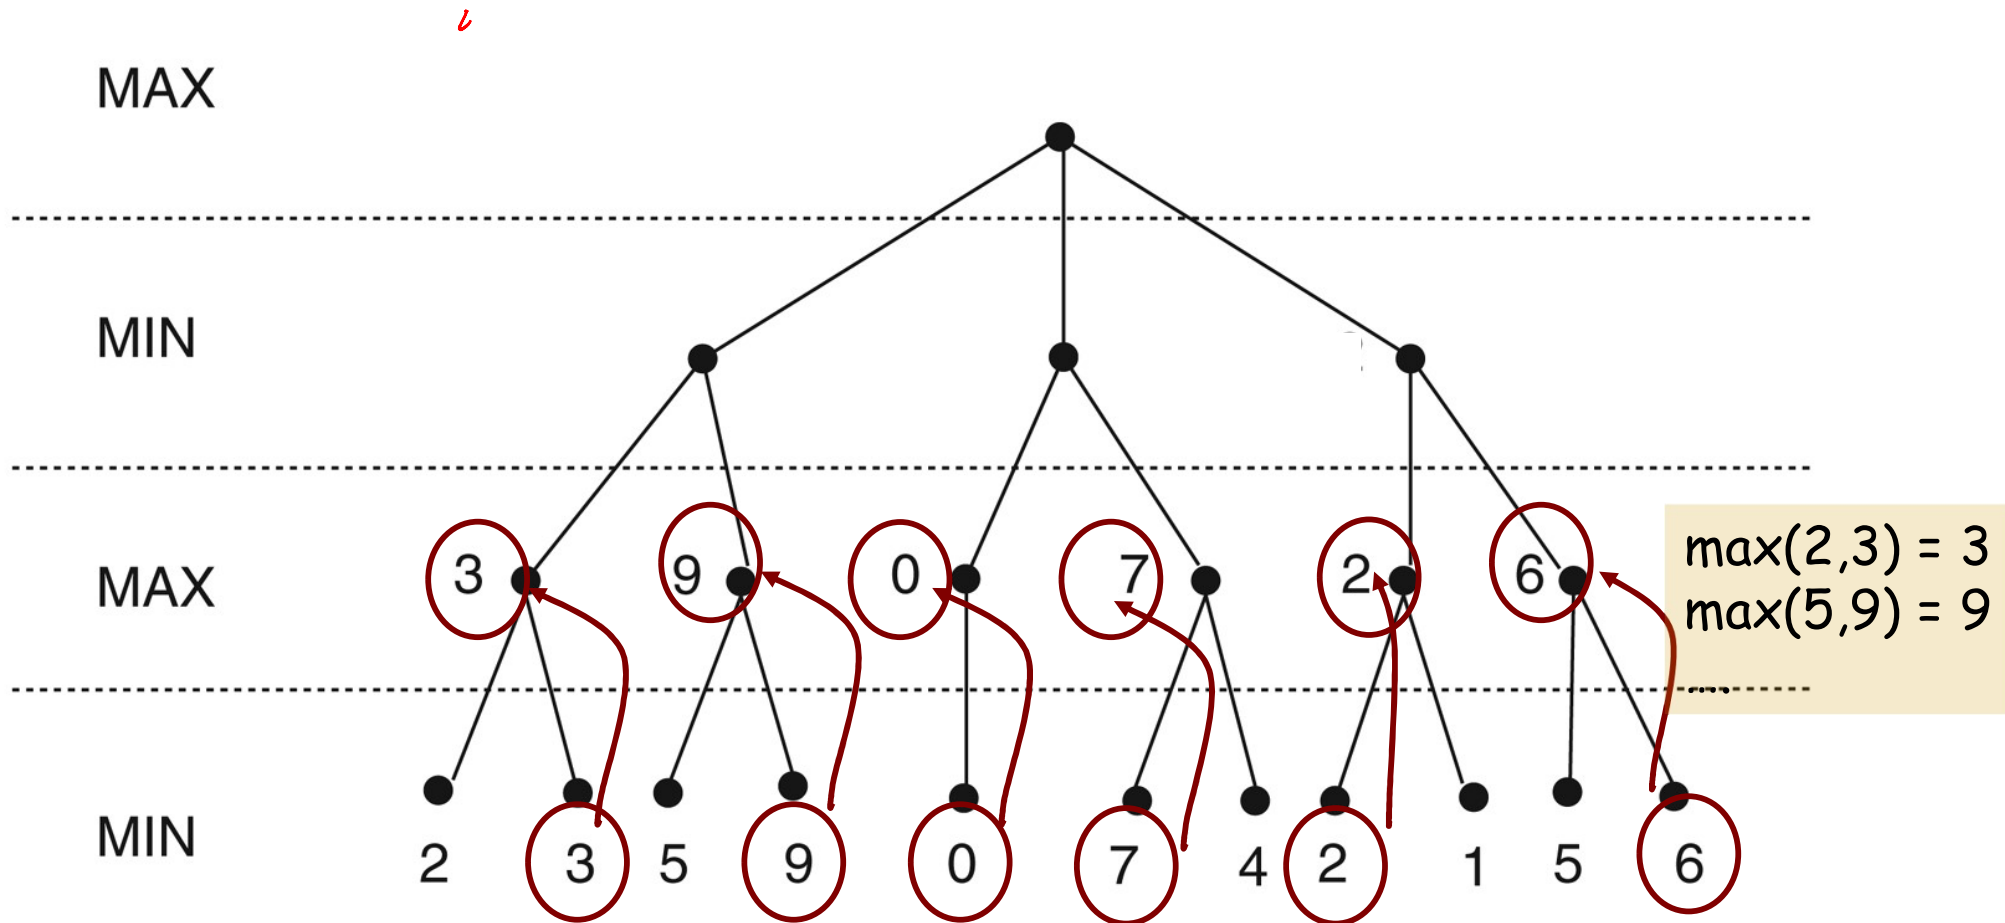 MAX
MIN
MAX
3 9 0 7 2 6
max(2,3) = 3
max(5,9) = 9
....
MIN
2 3 5 9 0 7 4 2 1 5 6